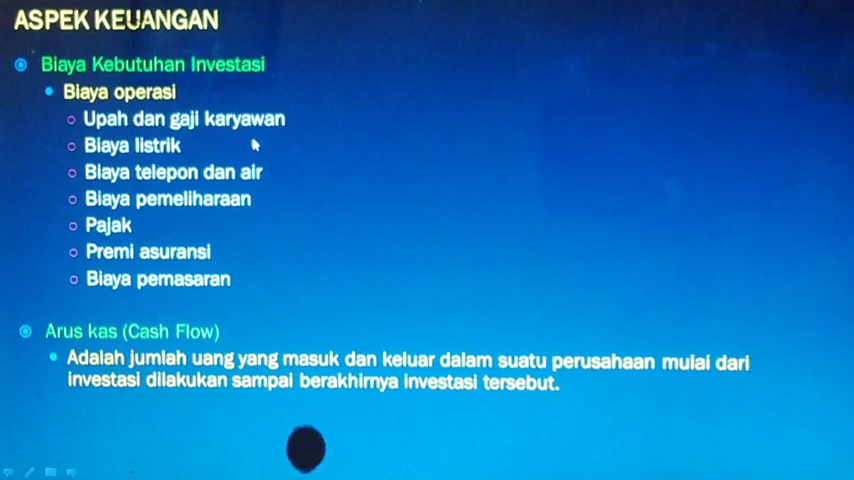 ASPEK KEUANGAN
Biaya Kebutuhan Investasi
Biaya operasi
Upah dan gaji karyawan
Biaya listrik
Biaya telepon dan air
Biaya pemeliharaan
Pajak
Premi asuransi
Biaya pemasaran
Arus kas (Cash Flow)
Adalah jumlah uang yang masuk dan keluar dalam suatu perusahaan mulai dari
investasi dilakukan sampai berakhirnya investasi tersebut.